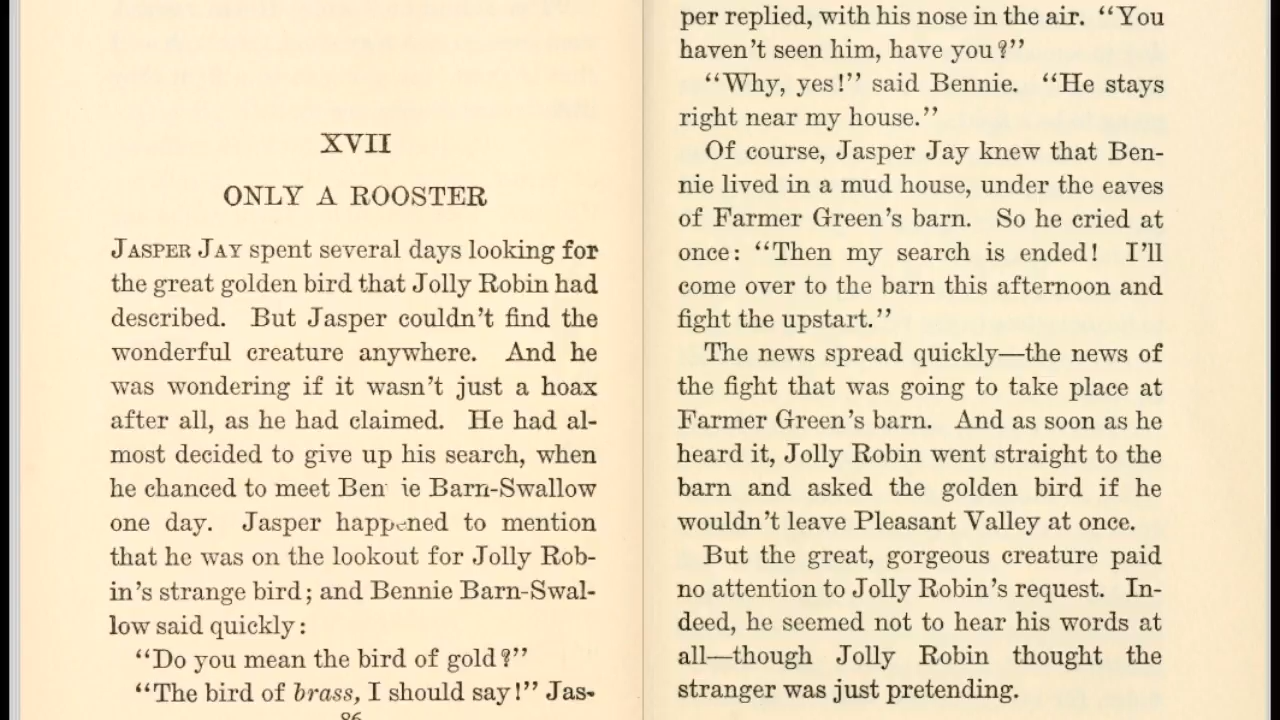 XVII
ONLY A ROOSTER
JASPER JAY spent several days looking for
the great golden bird that Jolly Robin had
described. But Jasper couldn't find the
wonderful creature anywhere. And he
was wondering if it wasn't just a hoax
after all, as he had claimed. He had al-
most decided to give up his search, when
he chanced to meet Ben ie Barn-Swallow
one day. Jasper happened to mention
that he was on the lookout for Jolly Rob-
in's strange bird; and Bennie Barn-Swal-
low said quickly:
"Do you mean the bird of gold?"
"The bird of brass, I should say!" Jas-
86
per replied, with his nose in the air. "You
haven't seen him, have you?"
"Why, yes!" said Bennie. "He stays
right near my house."
Of course, Jasper Jay knew that Ben-
nie lived in a mud house, under the eaves
of Farmer Green's barn. So he cried at
once: "Then my search is ended! I'll
come over to the barn this afternoon and
fight the upstart."
The news spread quickly—the news of
the fight that was going to take place at
Farmer Green's barn. And as soon as he
heard it, Jolly Robin went straight to the
barn and asked the golden bird if he
wouldn't leave Pleasant Valley at once.
But the great, gorgeous creature paid
no attention to Jolly Robin's request. In-
deed, he seemed not to hear his words at
all—though Jolly Robin thought the
stranger was just pretending.